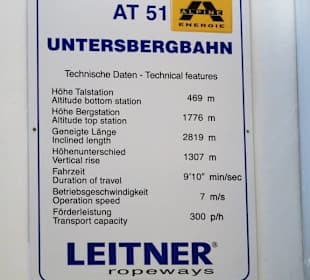 AT 51
ALPINE
ENERGIE
UNTERSBERGBAHN
Technische Daten - Technical features
Höhe Talstation
Altitude bottom station 469 m
Höhe Bergstation
Altitude top station 1776 m
Geneigte Länge
Inclined length 2819 m
Höhenunterschied
Vertical rise 1307 m
Fahrzeit
Duration of travel 9'10" min/sec
Betriebsgeschwindigkeit
Operation speed 7 m/s
Förderleistung
Transport capacity 300 p/h
LEITNER®
ropeways